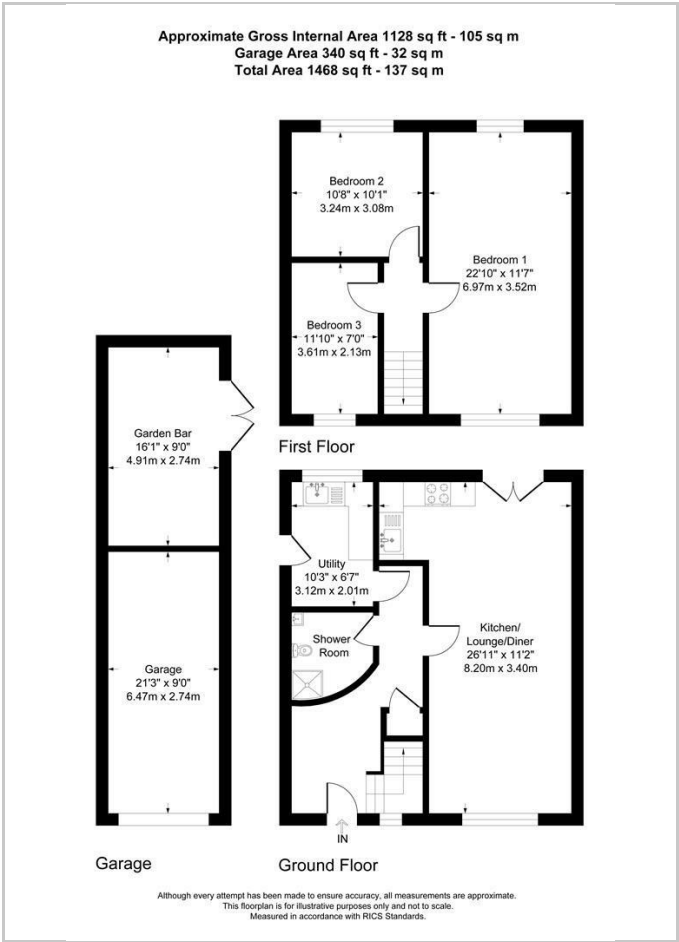 Approximate Gross Internal Area 1128 sq ft - 105 sq m
Garage Area 340 sq ft - 32 sq m
Total Area 1468 sq ft - 137 sq m
Bedroom 2
10'8" x 10'1"
3.24m x 3.08m
Bedroom 1
22'10" x 11'7"
6.97m x 3.52m
Bedroom 3
11'10" x 7'0"
3.61m x 2.13m
First Floor
Garden Bar
16'1" x 9'0"
4.91m x 2.74m
Garage
21'3" x 9'0"
6.47m x 2.74m
Garage
Utility
10'3" x 6'7"
3.12m x 2.01m
Shower
Room
Kitchen/
Lounge/Diner
26'11" x 11'2"
8.20m x 3.40m
IN
Ground Floor
Although every attempt has been made to ensure accuracy, all measurements are approximate.
This floorplan is for illustrative purposes only and not to scale.
Measured in accordance with RICS Standards.